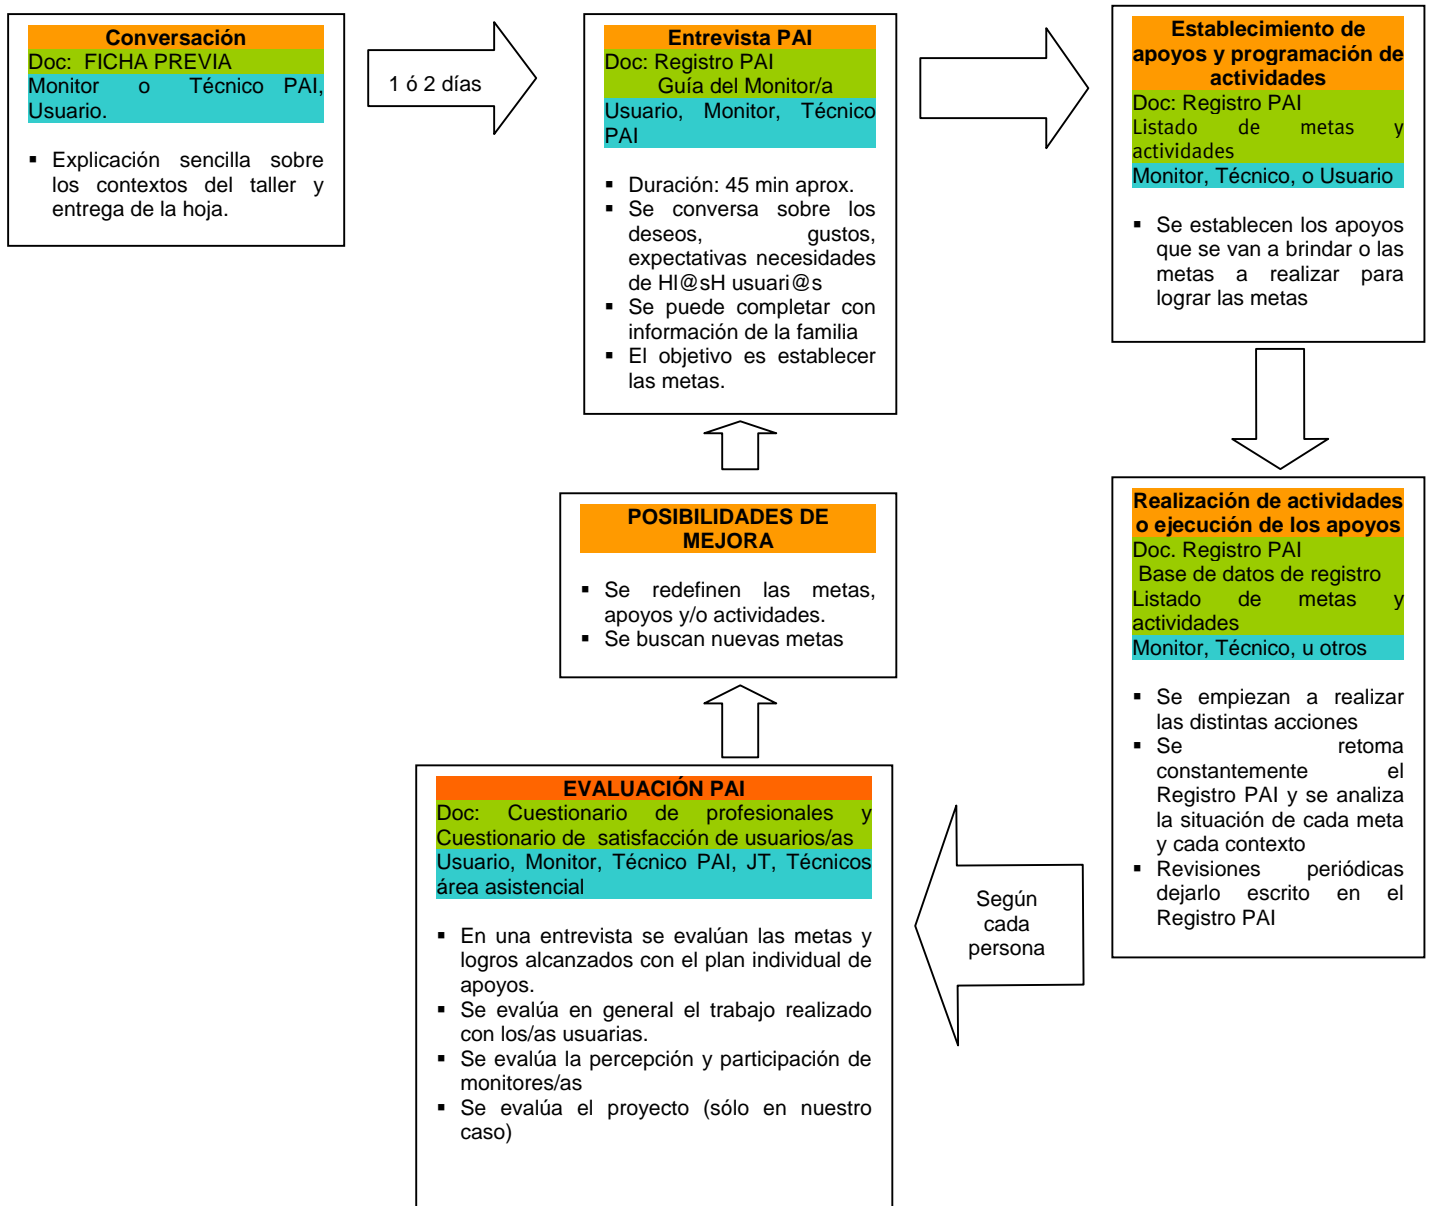 Conversación
Doc: FICHA PREVIA
Monitor o Técnico PAI,
Usuario.
▪ Explicación sencilla sobre
los contextos del taller y
entrega de la hoja.
1 ó 2 días
Entrevista PAI
Doc: Registro PAI
Guía del Monitor/a
Usuario, Monitor, Técnico
PAI
▪ Duración: 45 min aprox.
▪ Se conversa sobre los
deseos, gustos,
expectativas necesidades
de Hl@sH usuari@s
▪ Se puede completar con
información de la familia
▪ El objetivo es establecer
las metas.
Establecimiento de
apoyos y programación de
actividades
Doc: Registro PAI
Listado de metas y
actividades
Monitor, Técnico, o Usuario
▪ Se establecen los apoyos
que se van a brindar o las
metas a realizar para
lograr las metas
Realización de actividades
o ejecución de los apoyos
Doc. Registro PAI
Base de datos de registro
Listado de metas y
actividades
Monitor, Técnico, u otros
▪ Se empiezan a realizar
las distintas acciones
▪ Se retoma
constantemente el
Registro PAI y se analiza
la situación de cada meta
y cada contexto
▪ Revisiones periódicas
dejarlo escrito en el
Registro PAI
Según
cada
persona
EVALUACIÓN PAI
Doc: Cuestionario de profesionales y
Cuestionario de satisfacción de usuarios/as
Usuario, Monitor, Técnico PAI, JT, Técnicos
área asistencial
▪ En una entrevista se evalúan las metas y
logros alcanzados con el plan individual de
apoyos.
▪ Se evalúa en general el trabajo realizado
con los/as usuarias.
▪ Se evalúa la percepción y participación de
monitores/as
▪ Se evalúa el proyecto (sólo en nuestro
caso)
POSIBILIDADES DE
MEJORA
▪ Se redefinen las metas,
apoyos y/o actividades.
▪ Se buscan nuevas metas